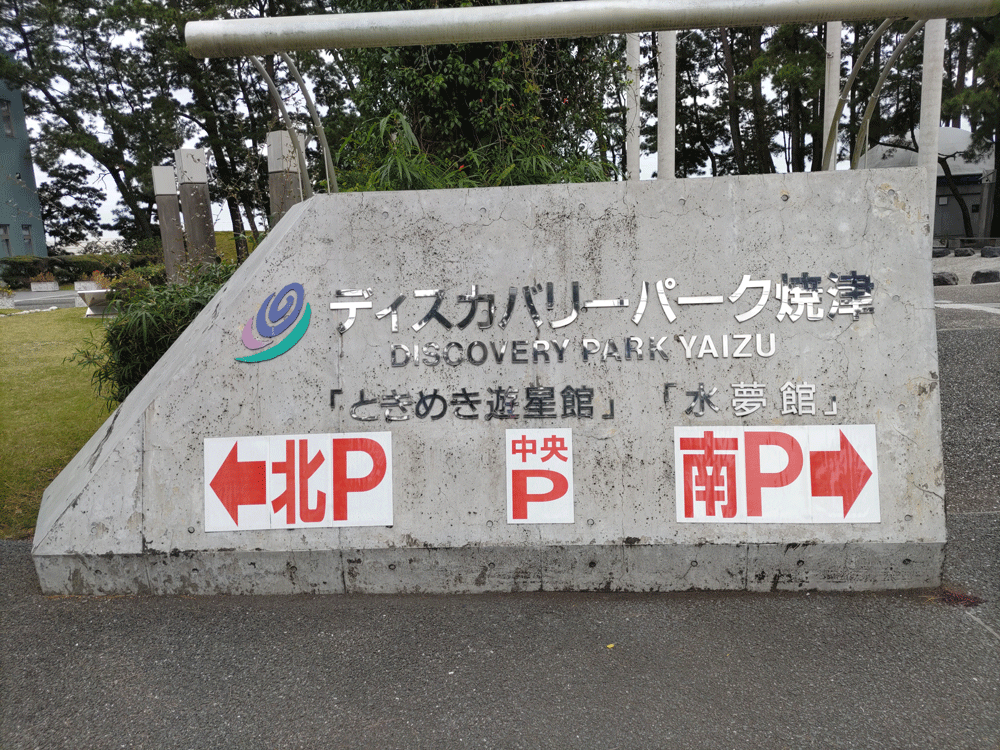 ディスカバリーパーク焼津
DISCOVERY PARK YAIZU
「ときめき遊星館」 「水夢館」
北P
中央
P
南P